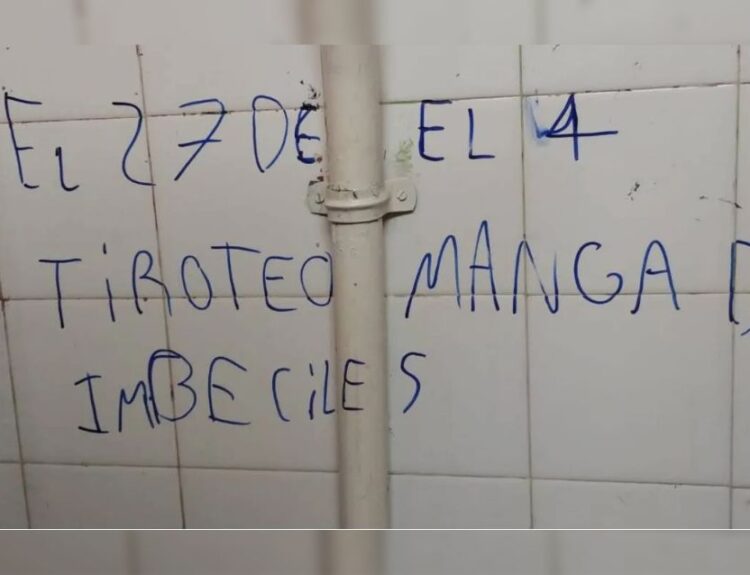 EL 27 DE EL 4
TiROTEO MANGA D
IMBECiLES